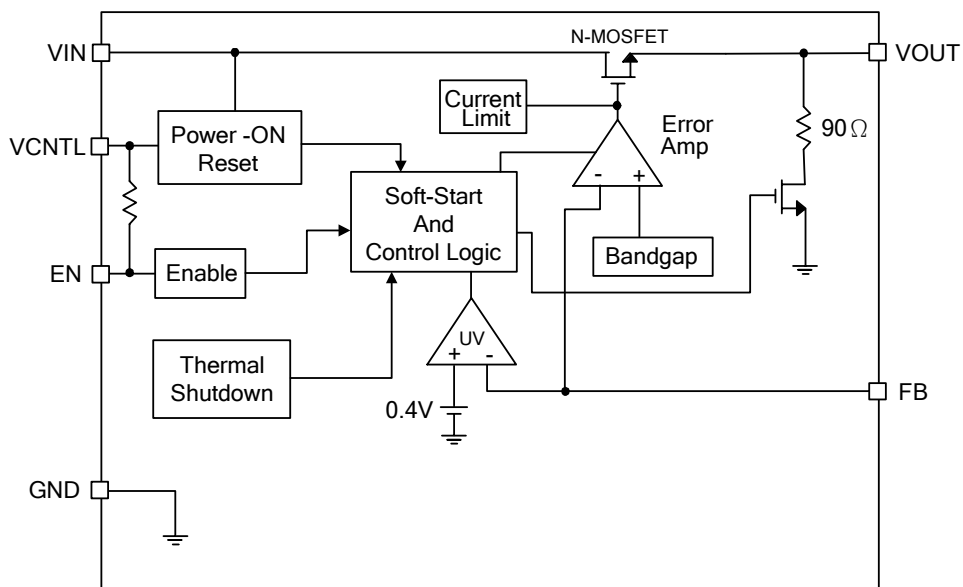 N-MOSFET
VIN
VOUT
Current
Limit
Error
Amp
90Ω
VCNTL
Power -ON
Reset
-
+
Soft-Start
And
Control Logic
Bandgap
EN
Enable
UV
+
-
Thermal
Shutdown
0.4V
FB
GND